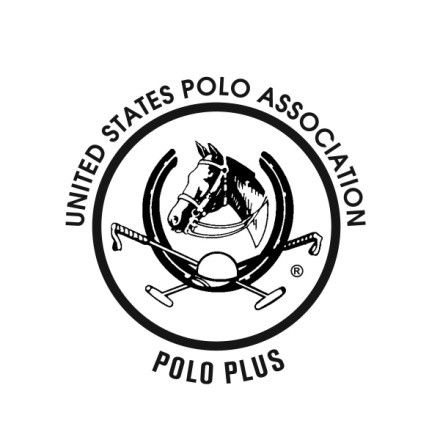 UNITED STATES POLO ASSOCIATION
®
POLO PLUS